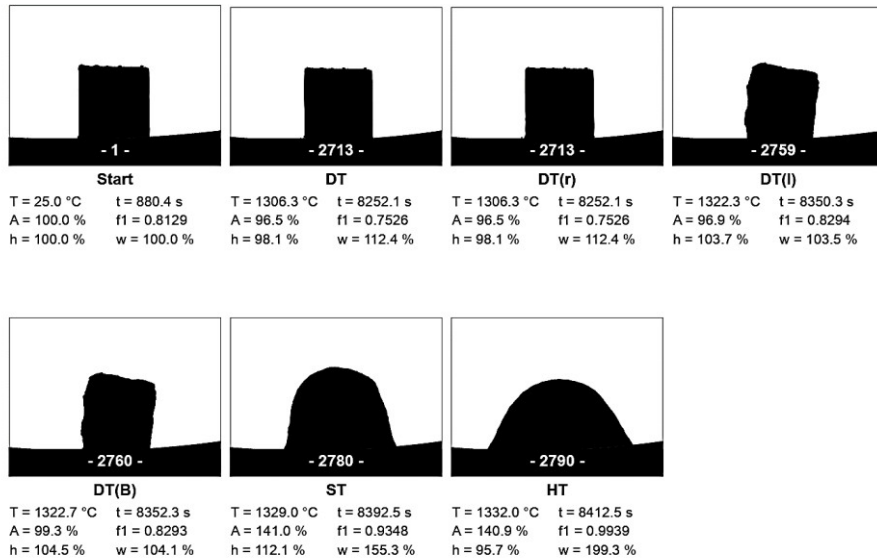 - 1 -
- 2713 -
- 2713 -
- 2759 -
Start
DT
DT(r)
DT(l)
T = 25.0 °C t = 880.4 s
T = 1306.3 °C t = 8252.1 s
T = 1306.3 °C t = 8252.1 s
T = 1322.3 °C t = 8350.3 s
A = 100.0 % f1 = 0.8129
A = 96.5 % f1 = 0.7526
A = 96.5 % f1 = 0.7526
A = 96.9 % f1 = 0.8294
h = 100.0 % w = 100.0 %
h = 98.1 % w = 112.4 %
h = 98.1 % w = 112.4 %
h = 103.7 % w = 103.5 %
- 2760 -
- 2780 -
- 2790 -
DT(B)
ST
HT
T = 1322.7 °C t = 8352.3 s
T = 1329.0 °C t = 8392.5 s
T = 1332.0 °C t = 8412.5 s
A = 99.3 % f1 = 0.8293
A = 141.0 % f1 = 0.9348
A = 140.9 % f1 = 0.9939
h = 104.5 % w = 104.1 %
h = 112.1 % w = 155.3 %
h = 95.7 % w = 199.3 %